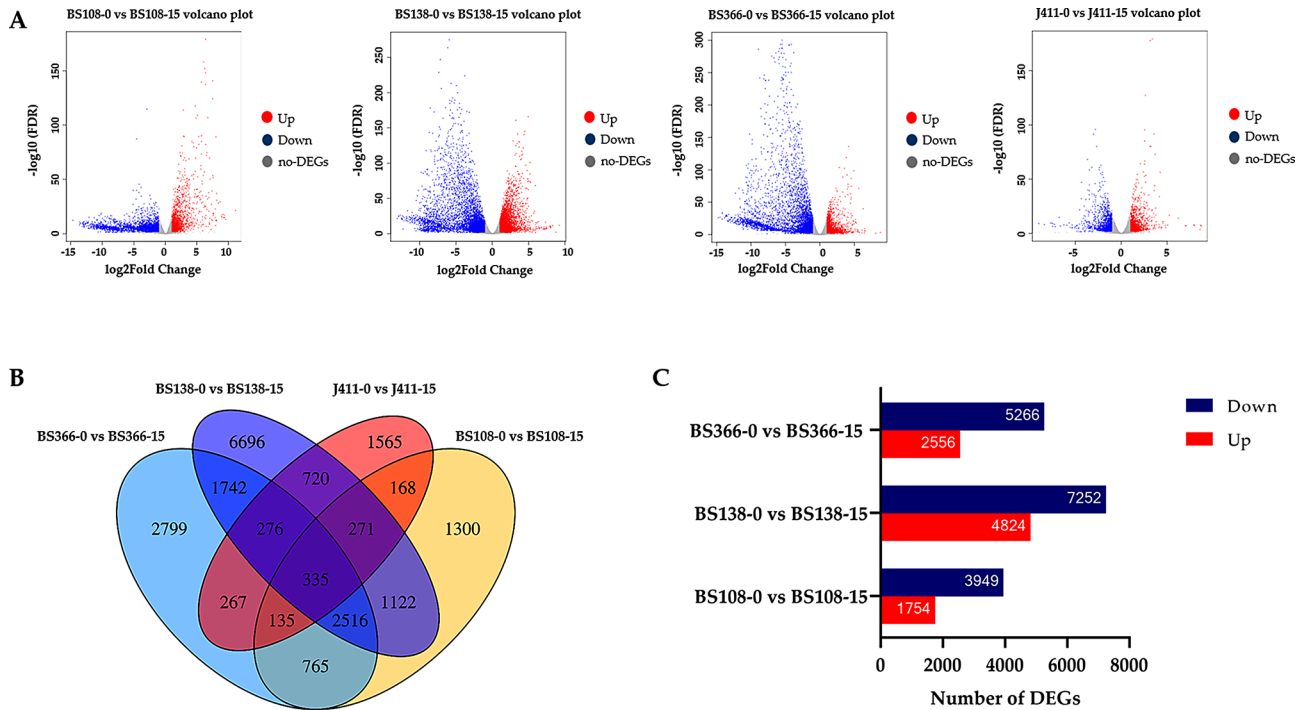 A
BS108-0 vs BS108-15 volcano plot
-log10 (FDR)
150
100
50
0
-15
-10
-5
0
5
10
log2Fold Change
Up
Down
no-DEGs
BS138-0 vs BS138-15 volcano plot
-log10 (FDR)
250
200
150
100
50
0
-10
-5
0
5
10
log2Fold Change
Up
Down
no-DEGs
BS366-0 vs BS366-15 volcano plot
-log10 (FDR)
300
250
200
150
100
50
0
-15
-10
-5
0
5
log2Fold Change
Up
Down
no-DEGs
J411-0 vs J411-15 volcano plot
-log10 (FDR)
150
100
50
0
-5
0
5
log2Fold Change
Up
Down
no-DEGs
B
BS138-0 vs BS138-15
J411-0 vs J411-15
BS366-0 vs BS366-15
BS108-0 vs BS108-15
6696
1565
720
1742
168
2799
276
271
1300
335
267
1122
135
2516
765
C
Down
Up
BS366-0 vs BS366-15
5266
2556
BS138-0 vs BS138-15
7252
4824
BS108-0 vs BS108-15
3949
1754
0
2000
4000
6000
8000
Number of DEGs